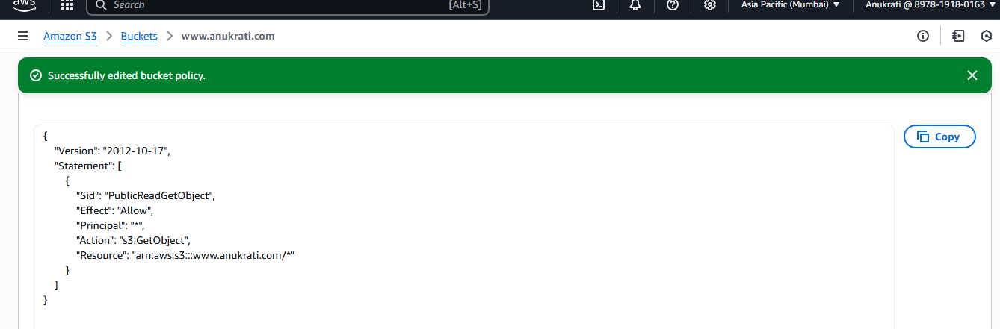 aws Search [Alt+S] Asia Pacific (Mumbai) Anukrati @ 8978-1918-0163
Amazon S3 > Buckets > www.anukrati.com
Successfully edited bucket policy.
{
    "Version": "2012-10-17",
    "Statement": [
        {
            "Sid": "PublicReadGetObject",
            "Effect": "Allow",
            "Principal": "*",
            "Action": "s3:GetObject",
            "Resource": "arn:aws:s3:::www.anukrati.com/*"
        }
    ]
}
Copy